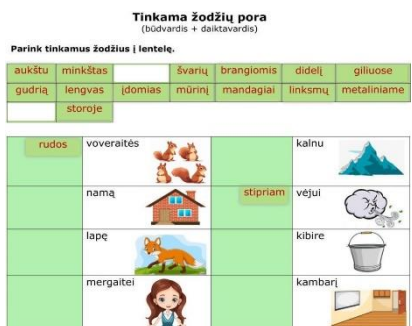 Tinkama žodžių pora
(būdvardis + daiktavardis)
Parink tinkamus žodžius į lentelę.
aukštu minkštas švarių brangiomis didelį giliuose
gudrią lengvas įdomias mūrinį mandagiai linksmų metaliniame
storoje
rudos voveraitės kalnu
namą stipriam vėjui
lapę kibire
mergaitei kambarį